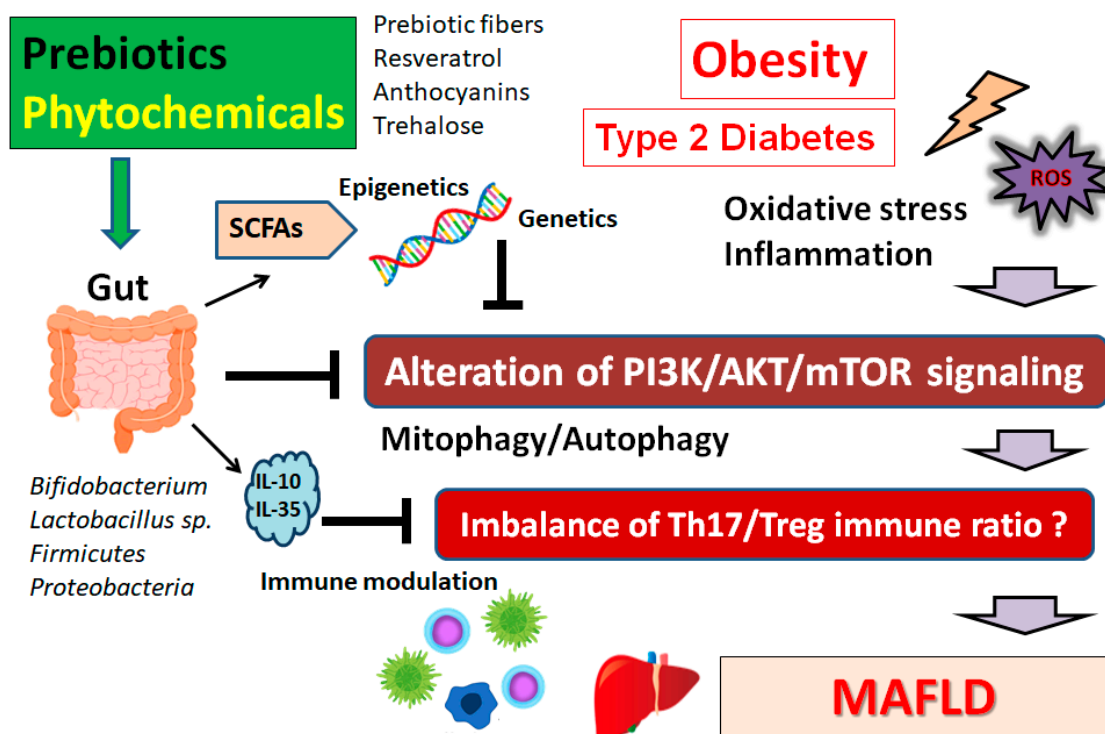 Prebiotics
Phytochemicals
Prebiotic fibers
Resveratrol
Anthocyanins
Trehalose
Obesity
Type 2 Diabetes
ROS
Oxidative stress
Inflammation
Epigenetics
Genetics
SCFAs
Gut
Alteration of PI3K/AKT/mTOR signaling
Mitophagy/Autophagy
IL-10
IL-35
Imbalance of Th17/Treg immune ratio ?
Bifidobacterium
Lactobacillus sp.
Firmicutes
Proteobacteria
Immune modulation
MAFLD